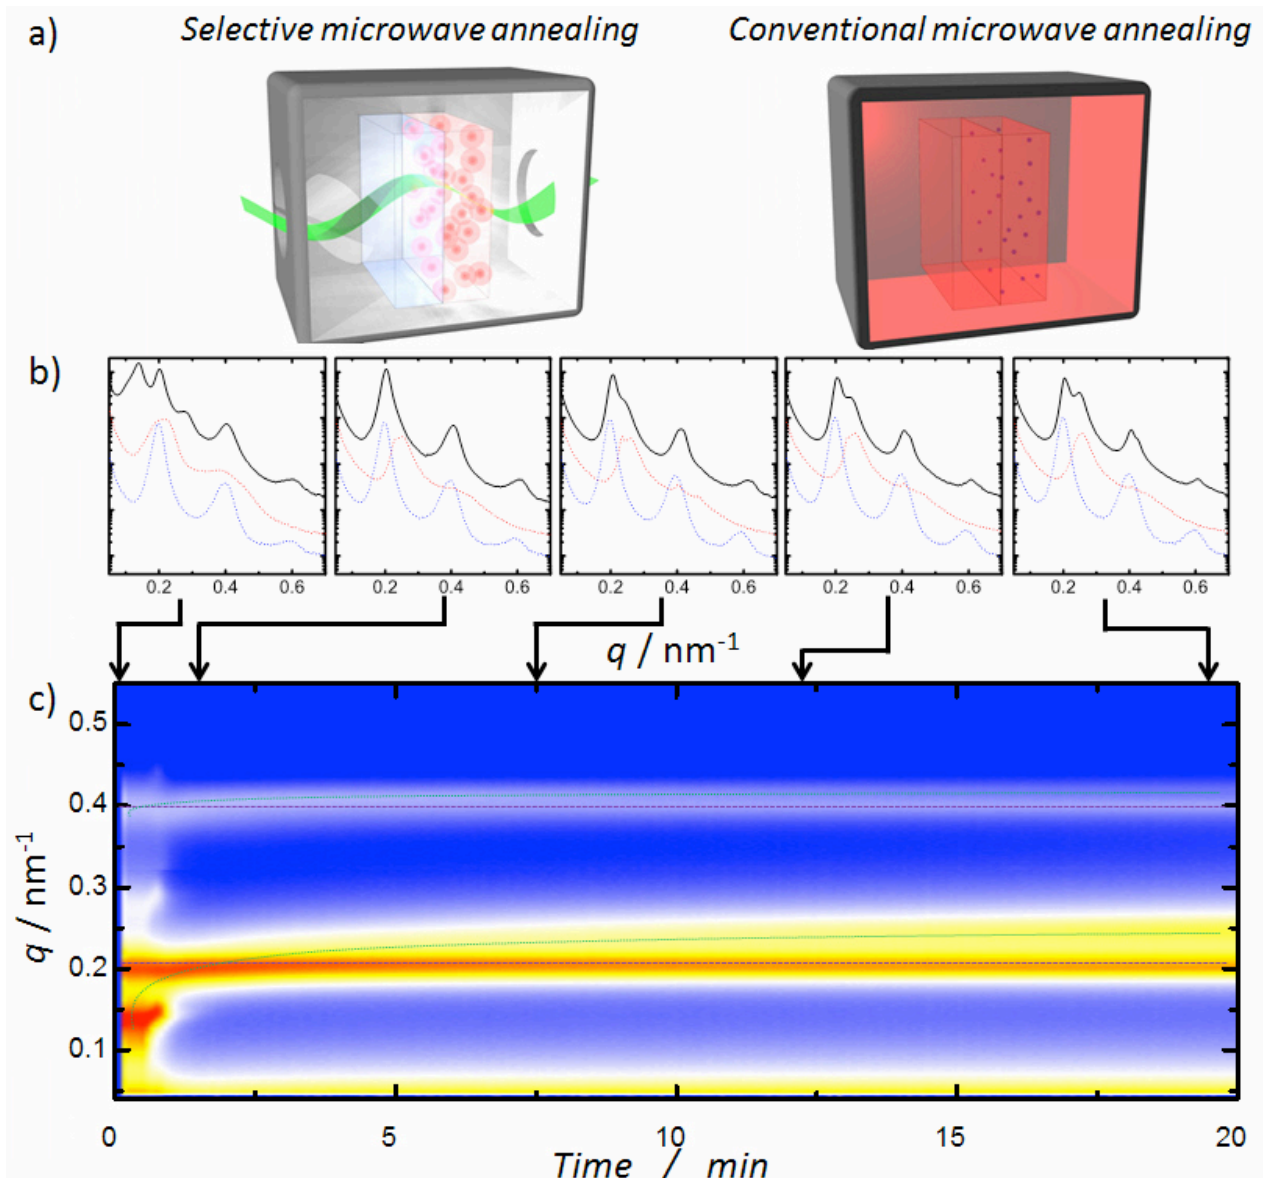 a) Selective microwave annealing Conventional microwave annealing
b)
0.2 0.4 0.6 0.2 0.4 0.6 0.2 0.4 0.6 0.2 0.4 0.6 0.2 0.4 0.6
q / nm-1
c)
0.5
0.4
0.3
0.2
0.1
q / nm-1
0 5 10 15 20
Time / min